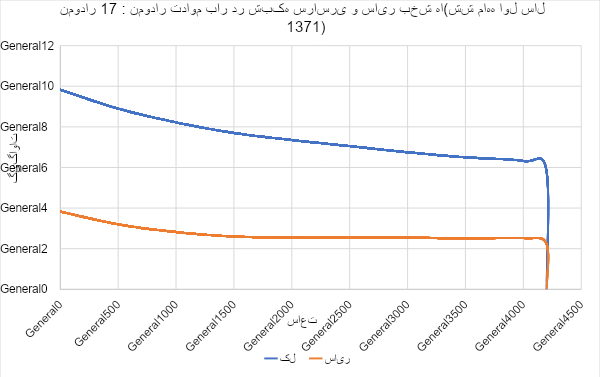 نمودار 17 : نمودار تداوم بار در شبکه سراسری و سایر بخش ها(شش ماهه اول سال
1371)
General12
General10
General8
General6
General4
General2
General0
گیگاوات
General0
General500
General1000
General1500
General2000
General2500
General3000
General3500
General4000
General4500
ساعت
کل
سایر